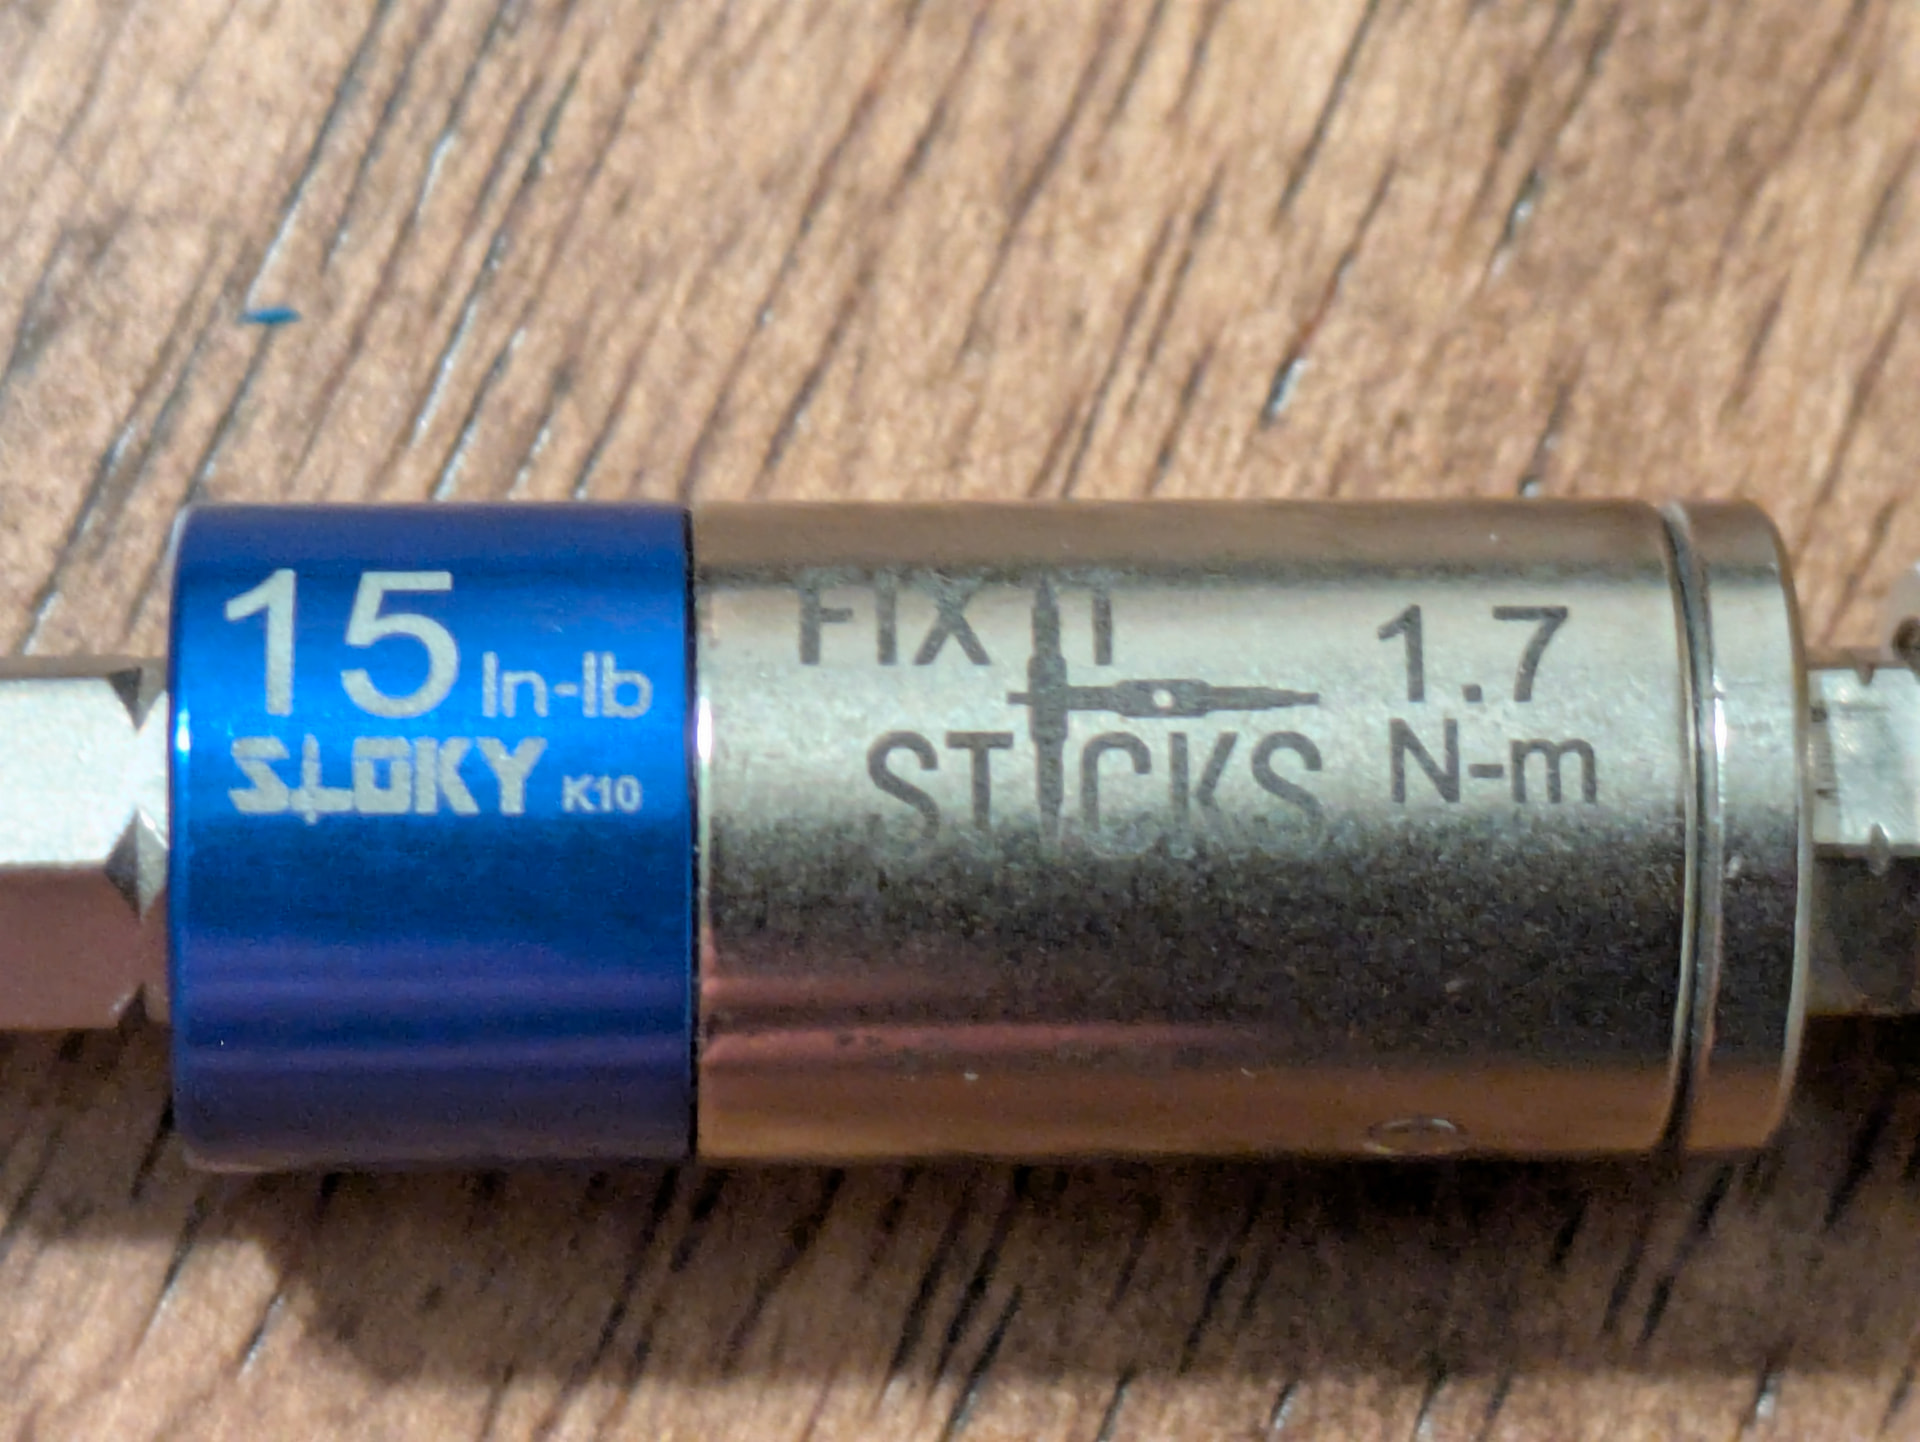 15 In-lb
SLOKY K10
FIX IT
STICKS
1.7
N-m